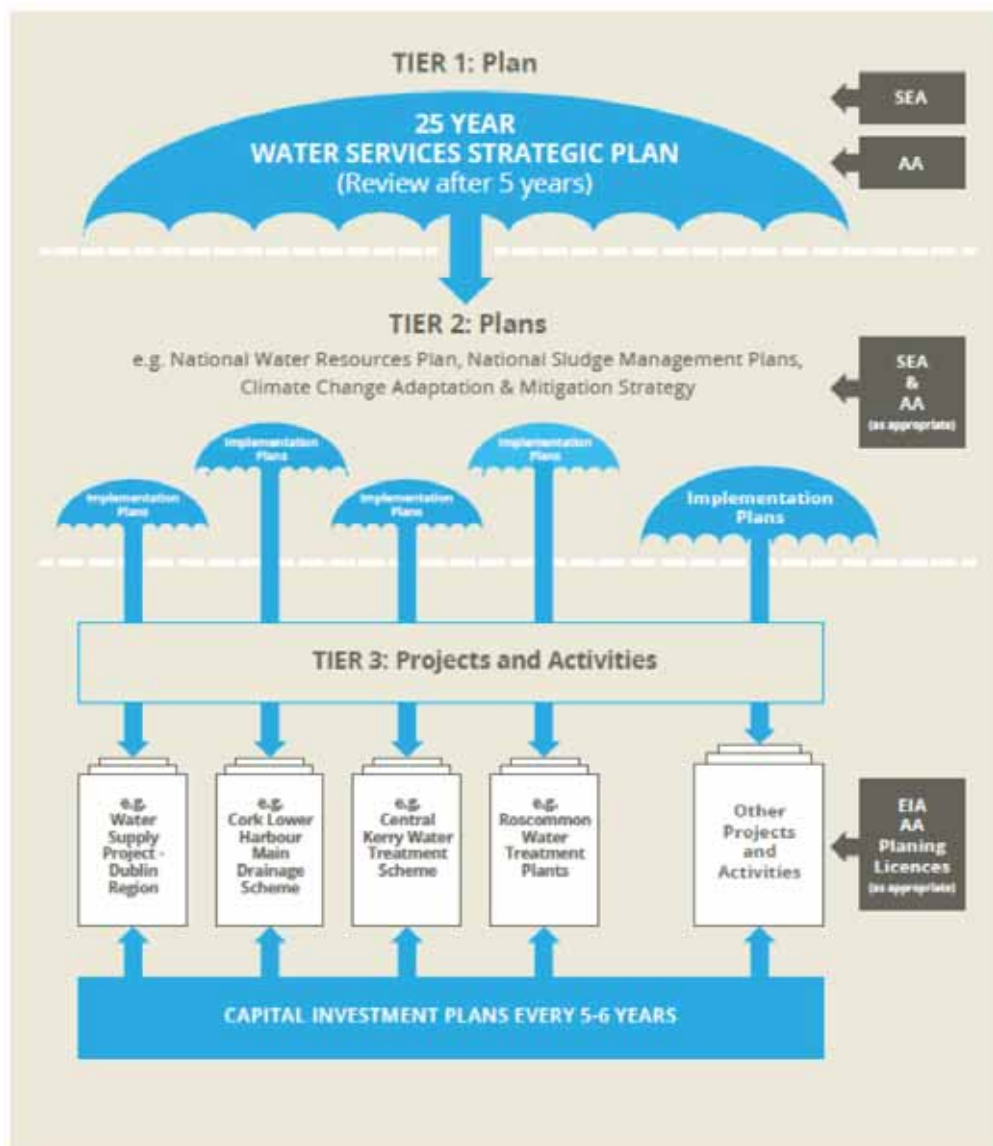 TIER 1: Plan
25 YEAR
WATER SERVICES STRATEGIC PLAN
(Review after 5 years)
SEA
AA
TIER 2: Plans
e.g. National Water Resources Plan, National Sludge Management Plans,
Climate Change Adaptation & Mitigation Strategy
SEA
&
AA
(as appropriate)
Implementation
Plans
Implementation
Plans
Implementation
Plans
Implementation
Plans
Implementation
Plans
TIER 3: Projects and Activities
e.g.
Water
Supply
Project -
Dublin
Region
e.g.
Cork Lower
Harbour
Main
Drainage
Scheme
e.g.
Central
Kerry Water
Treatment
Scheme
e.g.
Roscommon
Water
Treatment
Plants
Other
Projects
and
Activities
EIA
AA
Planing
Licences
(as appropriate)
CAPITAL INVESTMENT PLANS EVERY 5-6 YEARS